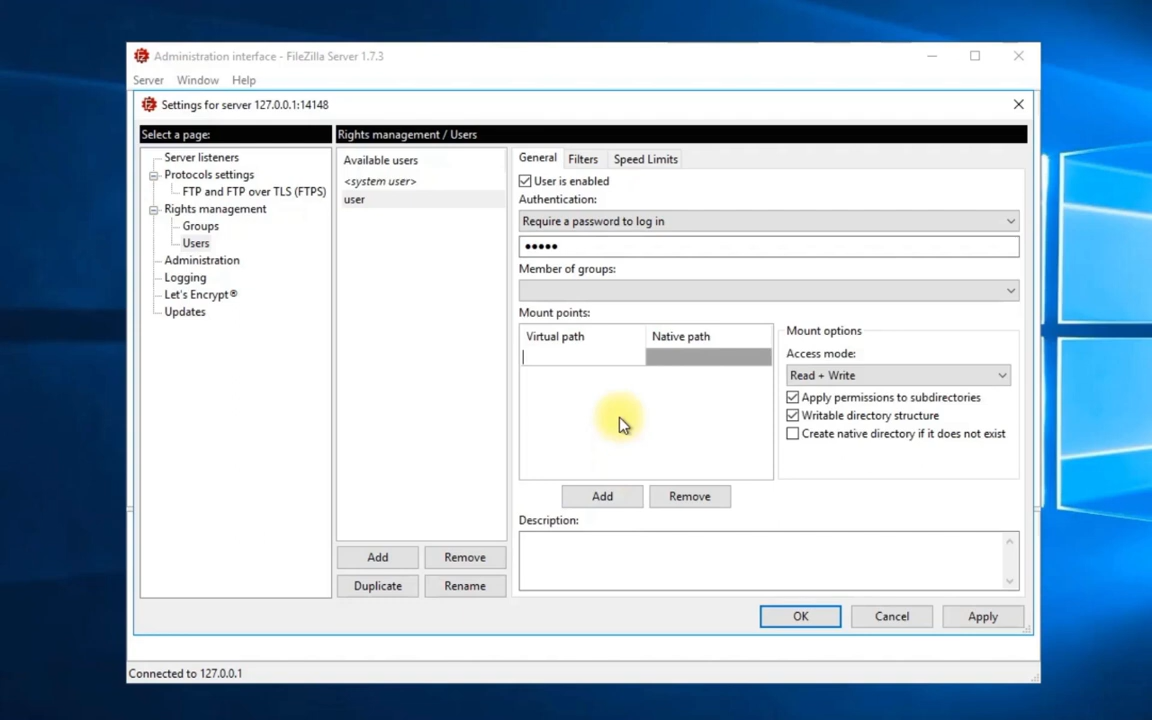 Administration interface - FileZilla Server 1.7.3
Server Window Help
Settings for server 127.0.0.1:14148
Select a page:
Server listeners
Protocols settings
FTP and FTP over TLS (FTPS)
Rights management
Groups
Users
Administration
Logging
Let's Encrypt®
Updates
Rights management / Users
Available users
<system user>
user
Add Remove
Duplicate Rename
General Filters Speed Limits
User is enabled
Authentication:
Require a password to log in
Member of groups:
Mount points:
Virtual path Native path
Mount options
Access mode:
Read + Write
Apply permissions to subdirectories
Writable directory structure
Create native directory if it does not exist
Add Remove
Description:
OK Cancel Apply
Connected to 127.0.0.1